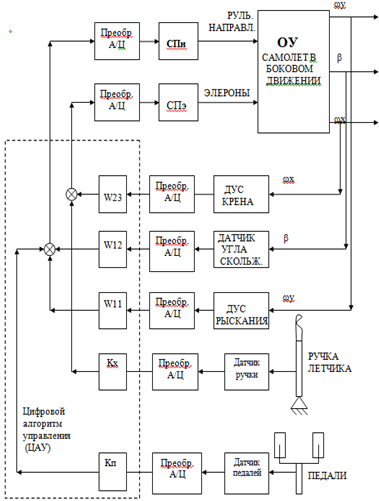 ωу
РУЛЬ.
НАПРАВЛ.
Преобр.
А/Ц
СПн
ОУ
САМОЛЕТ В
БОКОВОМ
ДВИЖЕНИИ
β
Преобр.
А/Ц
СПэ
ЭЛЕРОНЫ
ωх
W23
Преобр.
А/Ц
ДУС
КРЕНА
ωх
W12
Преобр.
А/Ц
ДАТЧИК
УГЛА
СКОЛЬЖ.
β
W11
Преобр.
А/Ц
ДУС
РЫСКАНИЯ
ωу
Кх
Преобр.
А/Ц
Датчик
ручки
РУЧКА
ЛЕТЧИКА
Цифровой
алгоритм
управления
(ЦАУ)
Кп
Преобр.
А/Ц
Датчик
педалей
ПЕДАЛИ